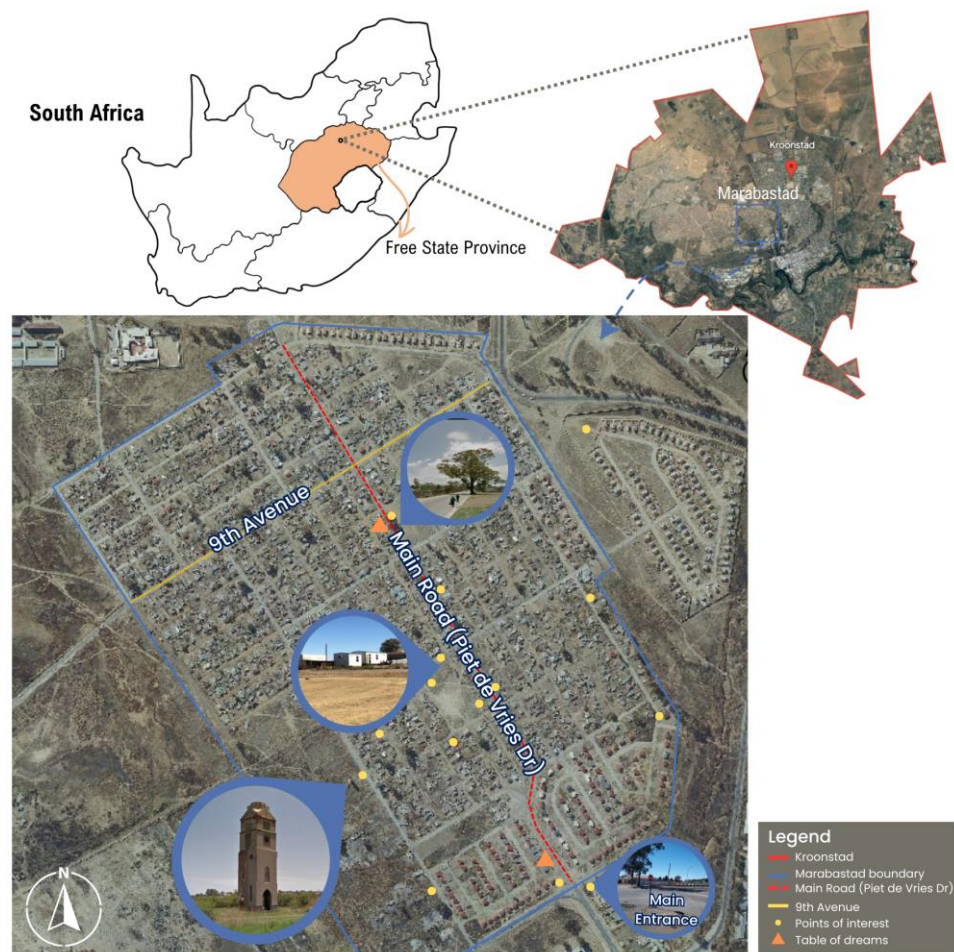 South Africa
Free State Province
Kroonstad
Marabastad
9th Avenue
Main Road (Piet de Vries Dr)
Main
Entrance
N
Legend
Kroonstad
Marabastad boundary
Main Road (Piet de Vries Dr)
9th Avenue
Points of interest
Table of dreams